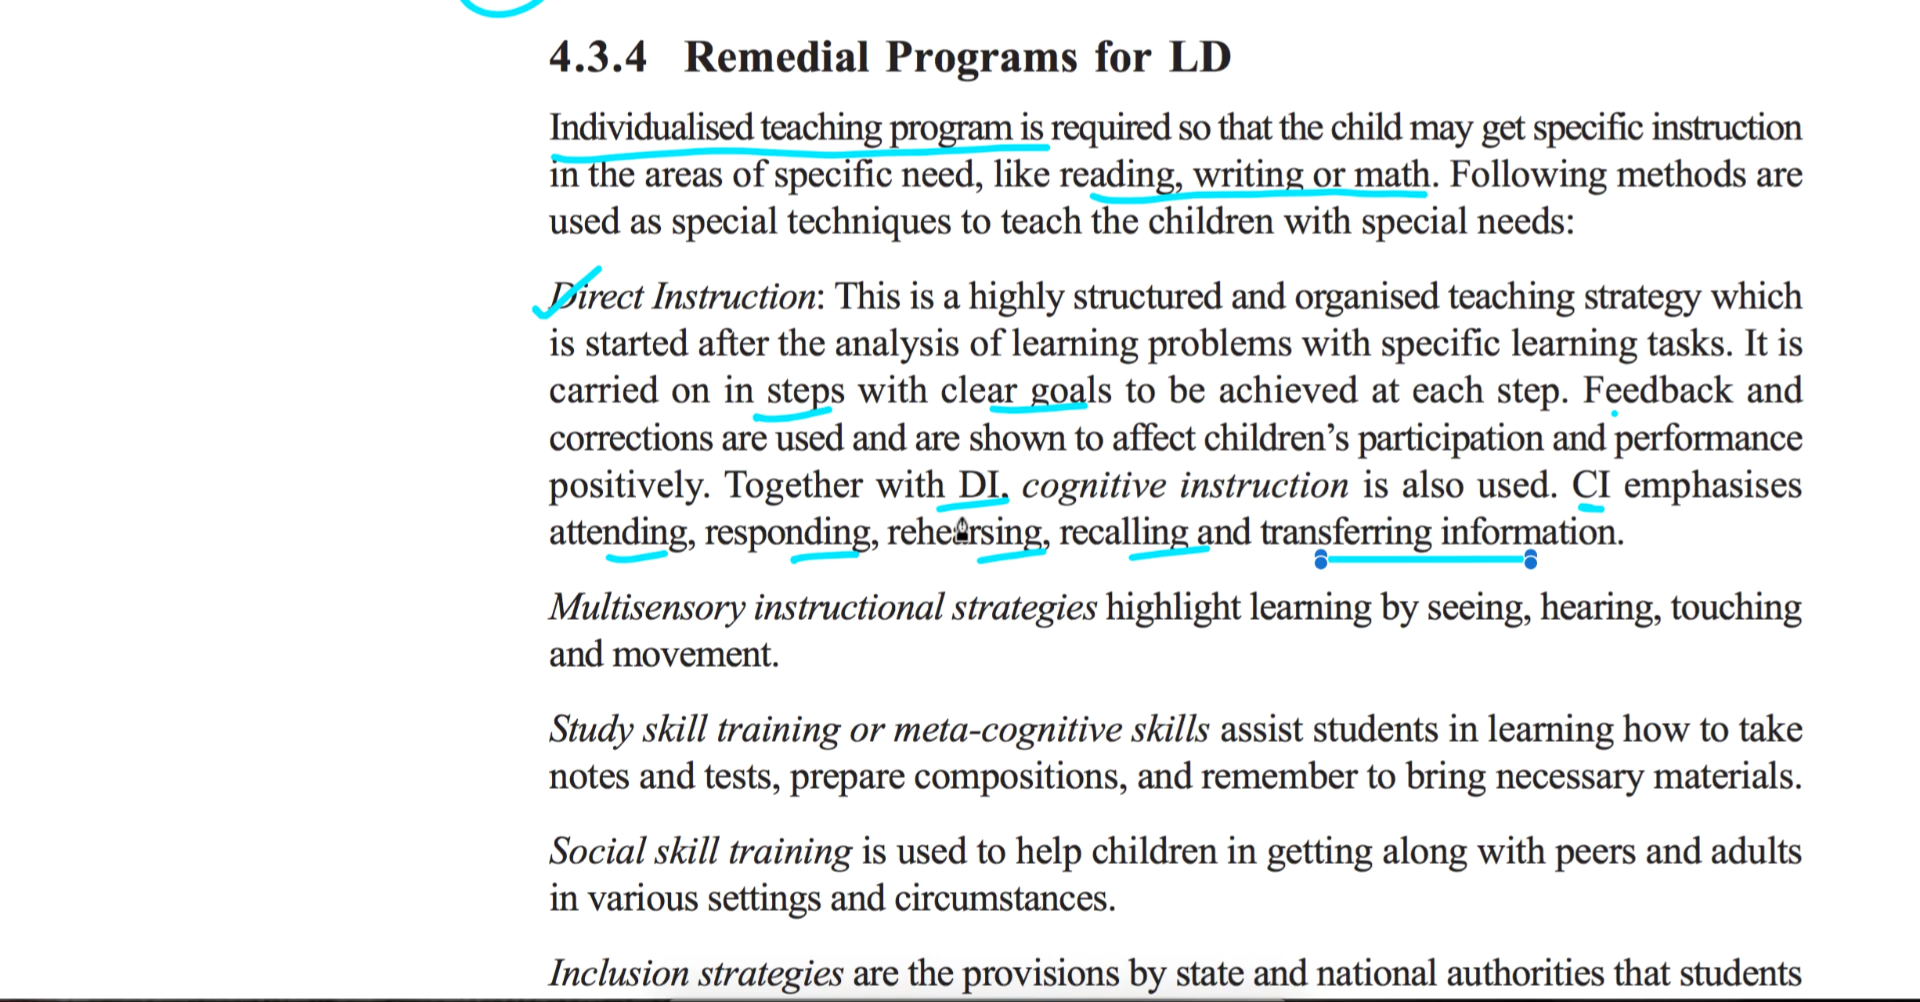 4.3.4 Remedial Programs for LD
Individualised teaching program is required so that the child may get specific instruction
in the areas of specific need, like reading, writing or math. Following methods are
used as special techniques to teach the children with special needs:
Direct Instruction: This is a highly structured and organised teaching strategy which
is started after the analysis of learning problems with specific learning tasks. It is
carried on in steps with clear goals to be achieved at each step. Feedback and
corrections are used and are shown to affect children’s participation and performance
positively. Together with DI, cognitive instruction is also used. CI emphasises
attending, responding, rehearsing, recalling and transferring information.
Multisensory instructional strategies highlight learning by seeing, hearing, touching
and movement.
Study skill training or meta-cognitive skills assist students in learning how to take
notes and tests, prepare compositions, and remember to bring necessary materials.
Social skill training is used to help children in getting along with peers and adults
in various settings and circumstances.
Inclusion strategies are the provisions by state and national authorities that students